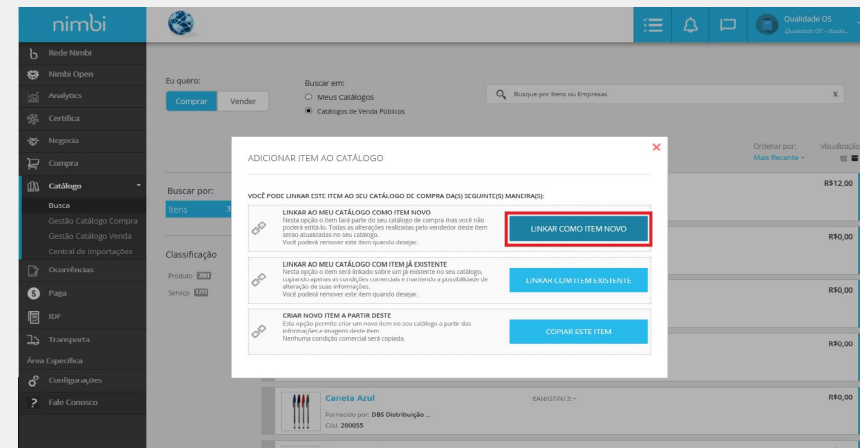 nimbi
Qualidade OS
Rede Nimbi
Nimbi Open
Analytics
Certifica
Negocia
Compra
Catálogo
Busca
Gestão Catálogo Compra
Gestão Catálogo Venda
Central de Importações
Ocorrências
Paga
IDF
Transporta
Área Específica
Configurações
Fale Conosco
Eu quero:
Comprar
Vender
Buscar em:
Meus Catálogos
Catálogos de Venda Públicos
Busque por Itens ou Empresas
X
Ordenar por:
Mais Recente
Visualização
Buscar por:
Itens
3
Classificação
Produto
Serviço
ADICIONAR ITEM AO CATÁLOGO
VOCÊ PODE LINKAR ESTE ITEM AO SEU CATÁLOGO DE COMPRA DA(S) SEGUINTE(S) MANEIRA(S):
LINKAR AO MEU CATÁLOGO COMO ITEM NOVO
Nesta opção o item fará parte do seu catálogo de compra mas você não
poderá editá-lo. Todas as alterações realizadas pelo vendedor deste item
serão atualizadas no seu catálogo.
Você poderá remover este item quando desejar.
LINKAR COMO ITEM NOVO
LINKAR AO MEU CATÁLOGO COM ITEM JÁ EXISTENTE
Nesta opção o item será linkado sobre um já existente no seu catálogo,
copiando apenas as condições comerciais e mantendo a possibilidade de
alteração de suas informações.
Você poderá remover este item quando desejar.
LINKAR COM ITEM EXISTENTE
CRIAR NOVO ITEM A PARTIR DESTE
Esta opção permite criar um novo item no seu catálogo a partir das
informações e imagens deste item
Nenhuma condição comercial será copiada.
COPIAR ESTE ITEM
R$12,00
R$0,00
R$0,00
R$0,00
Caneta Azul
EAN/GTIN13: -
R$0,00
Fornecido por: DBS Distribuição ...
Cód. 200055